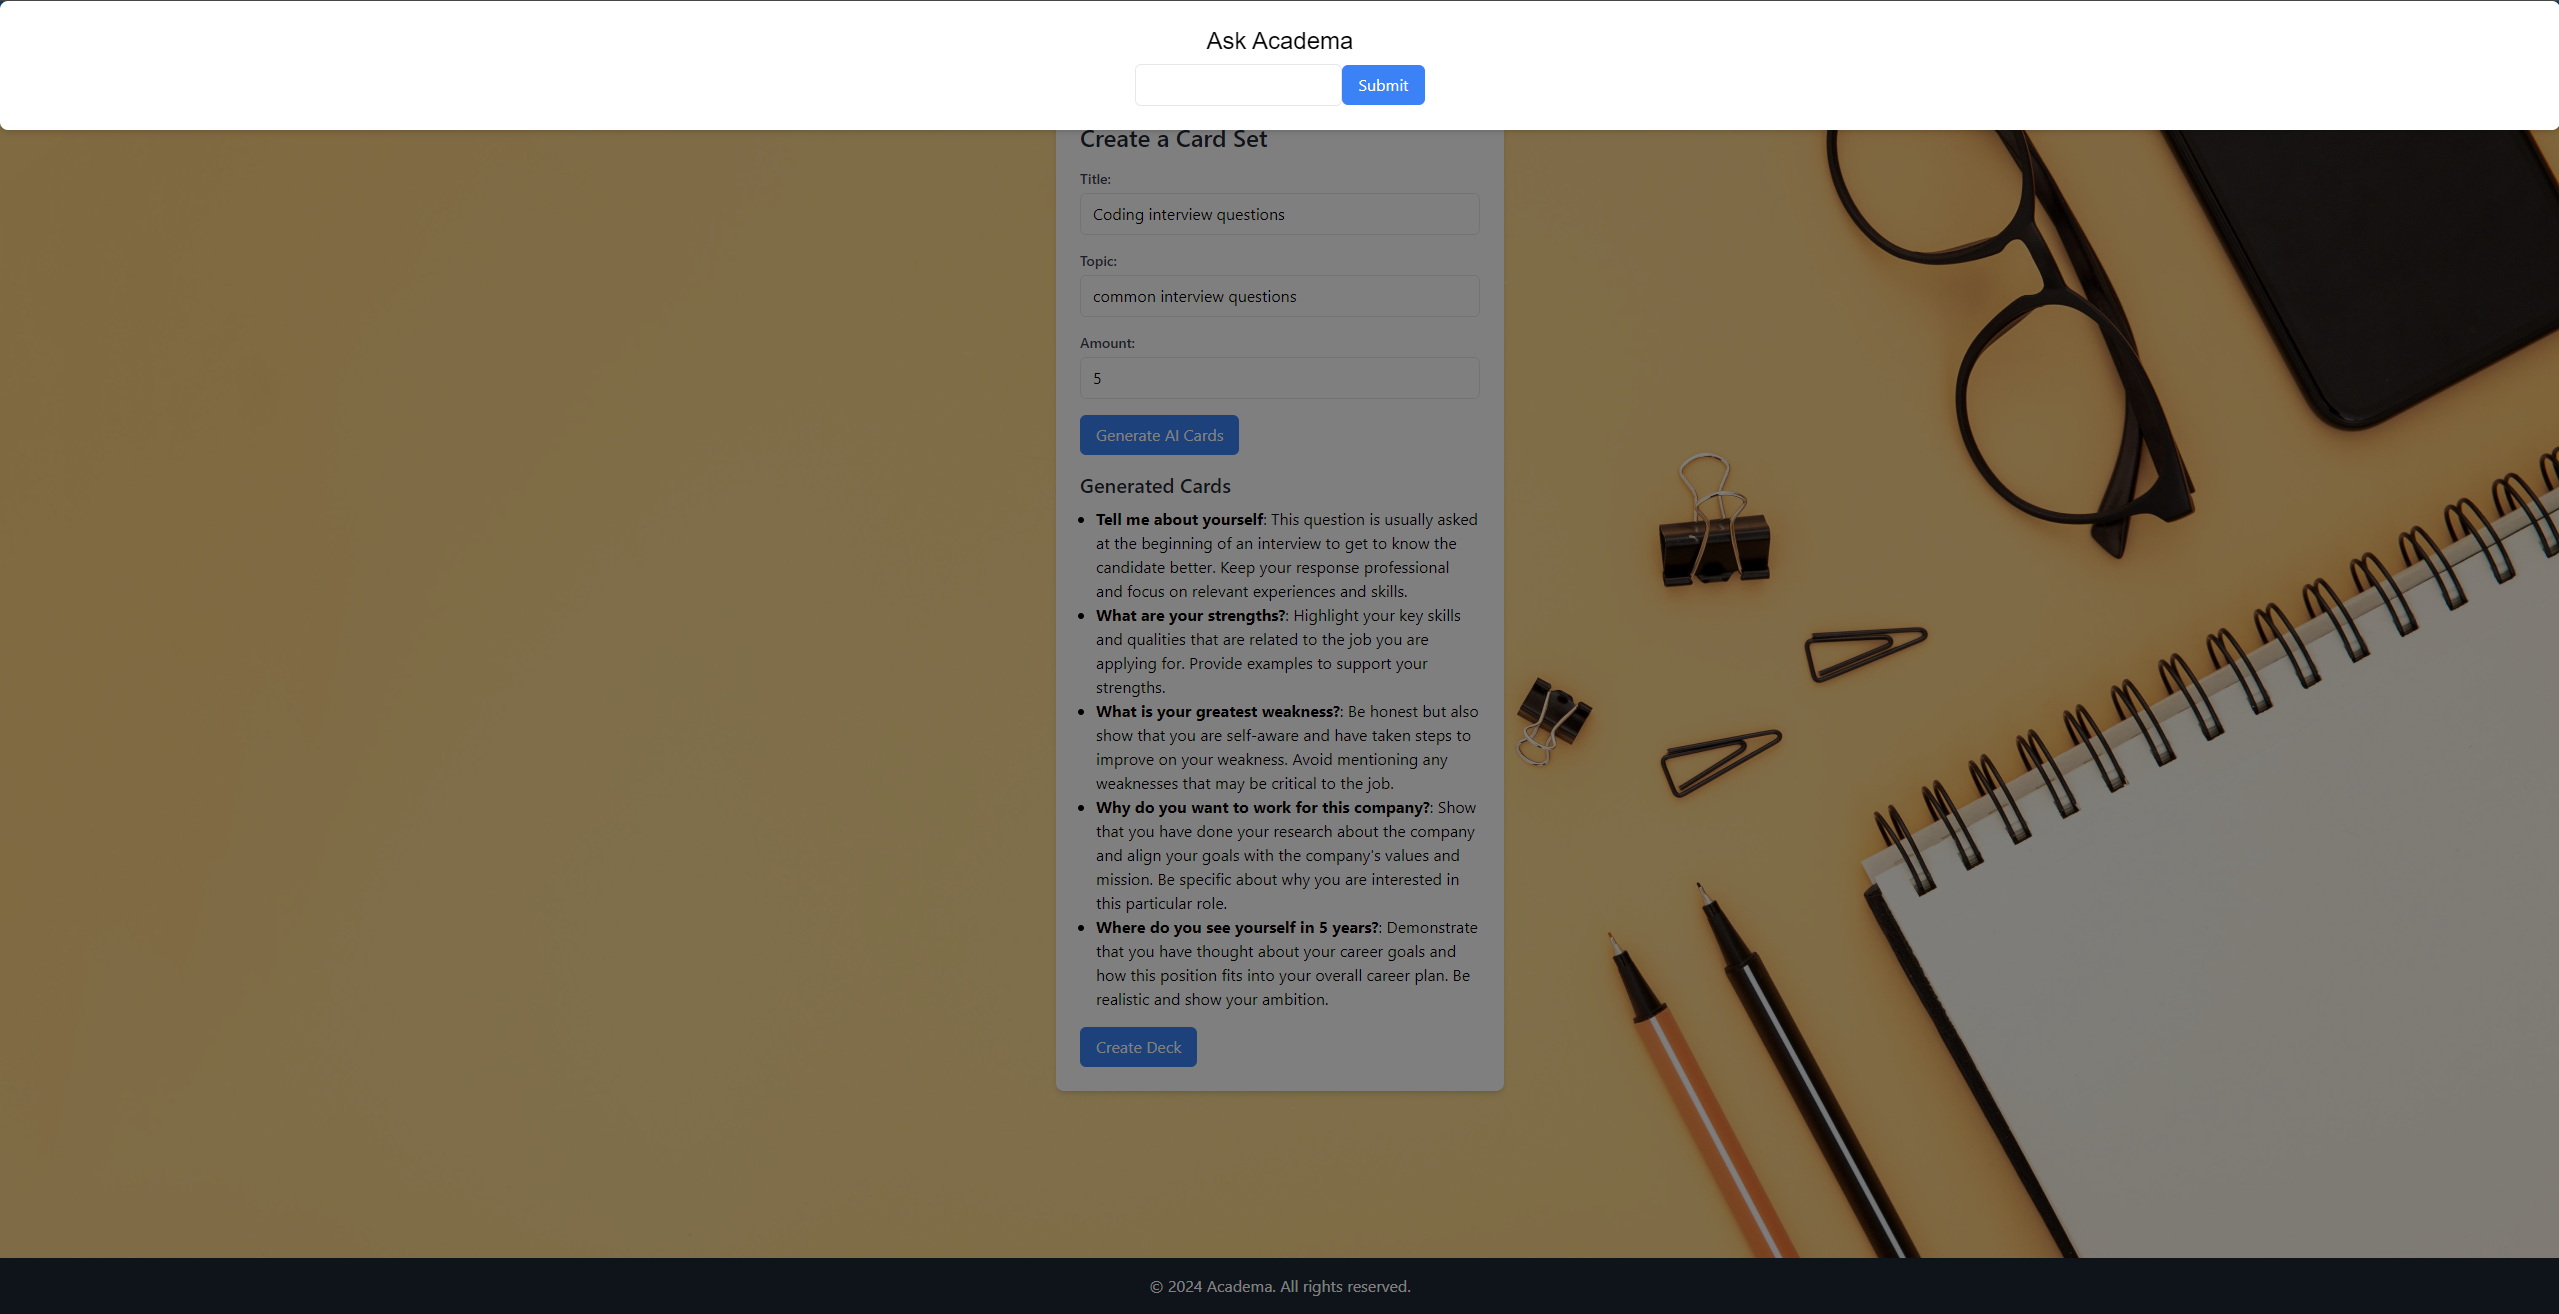 Ask Academa
Submit
Create a Card Set
Title:
Coding interview questions
Topic:
common interview questions
Amount:
5
Generate AI Cards
Generated Cards
Tell me about yourself: This question is usually asked
at the beginning of an interview to get to know the
candidate better. Keep your response professional
and focus on relevant experiences and skills.
What are your strengths?: Highlight your key skills
and qualities that are related to the job you are
applying for. Provide examples to support your
strengths.
What is your greatest weakness?: Be honest but also
show that you are self-aware and have taken steps to
improve on your weakness. Avoid mentioning any
weaknesses that may be critical to the job.
Why do you want to work for this company?: Show
that you have done your research about the company
and align your goals with the company's values and
mission. Be specific about why you are interested in
this particular role.
Where do you see yourself in 5 years?: Demonstrate
that you have thought about your career goals and
how this position fits into your overall career plan. Be
realistic and show your ambition.
Create Deck
© 2024 Academa. All rights reserved.